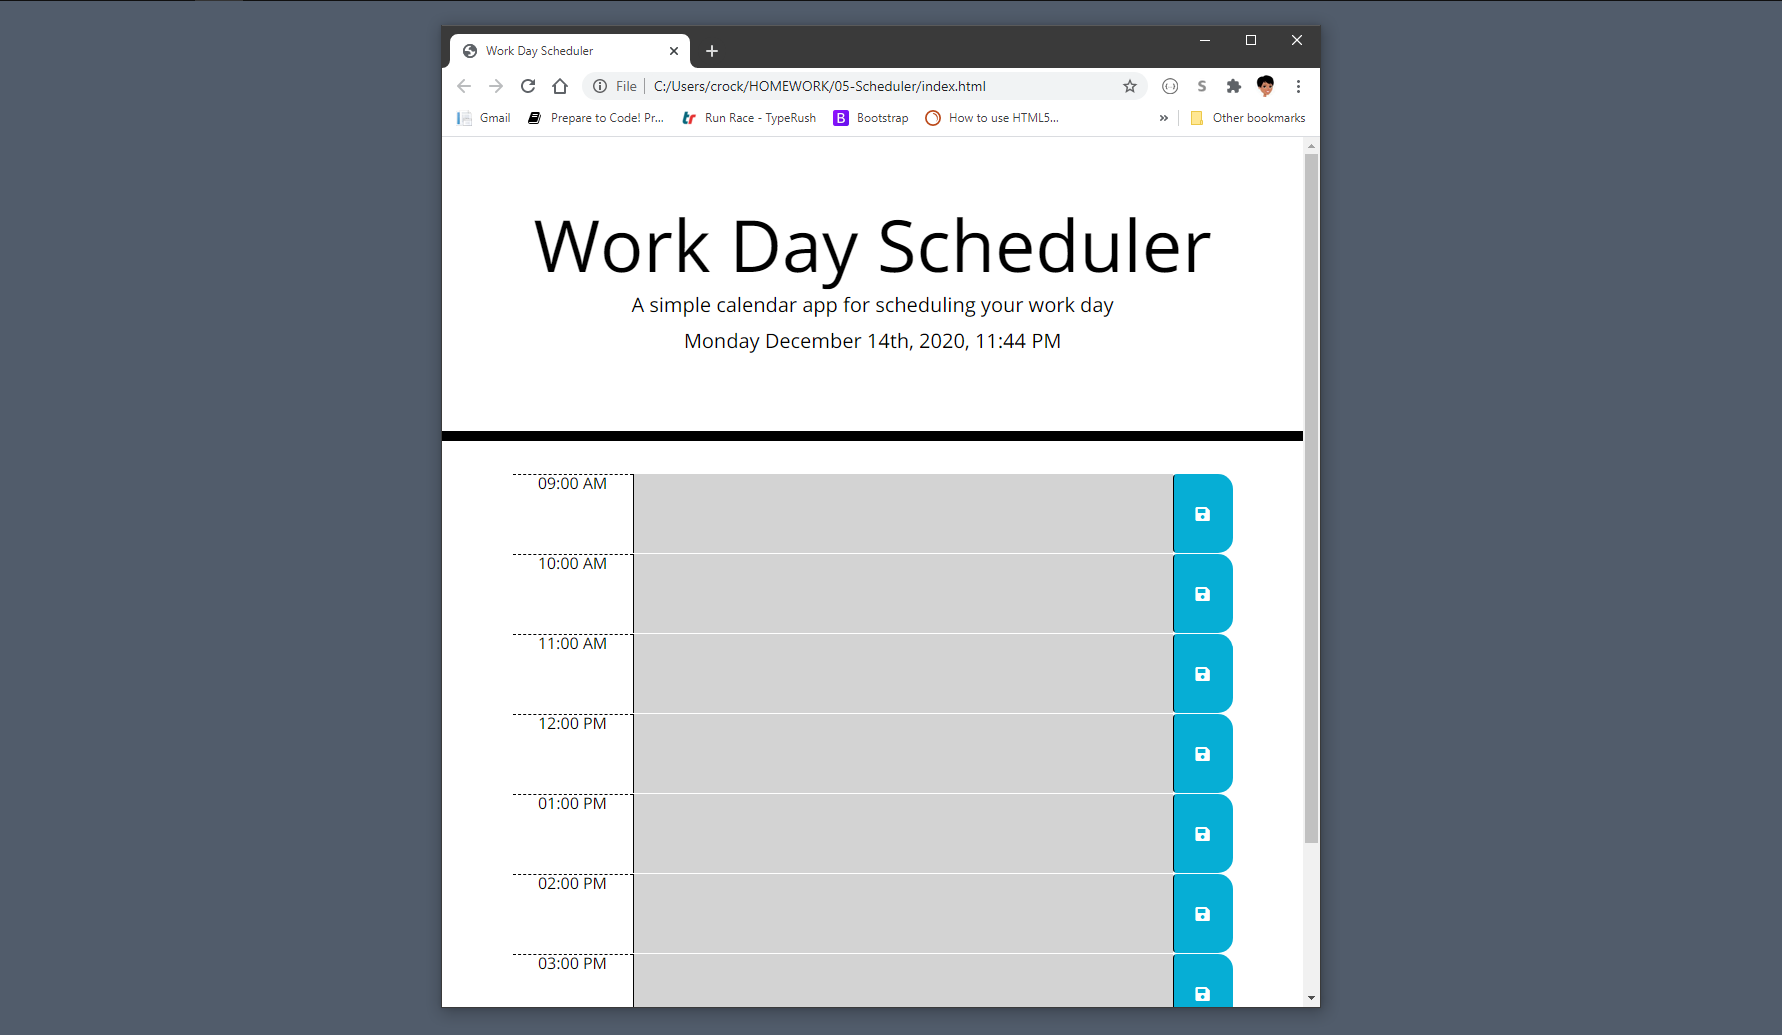 Work Day Scheduler
File C:/Users/crock/HOMEWORK/05-Scheduler/index.html S
Gmail Prepare to Code! Pr... tr Run Race - TypeRush B Bootstrap How to use HTML5... » Other bookmarks
Work Day Scheduler
A simple calendar app for scheduling your work day
Monday December 14th, 2020, 11:44 PM
09:00 AM
10:00 AM
11:00 AM
12:00 PM
01:00 PM
02:00 PM
03:00 PM